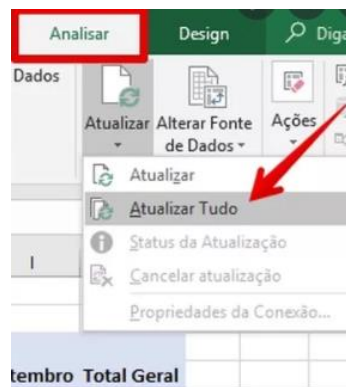 Analisar Design Diga
Dados
Atualizar Alterar Fonte Ações
de Dados
Atualizar
Atualizar Tudo
Status da Atualização
Cancelar atualização
Propriedades da Conexão...
I
tembro Total Geral